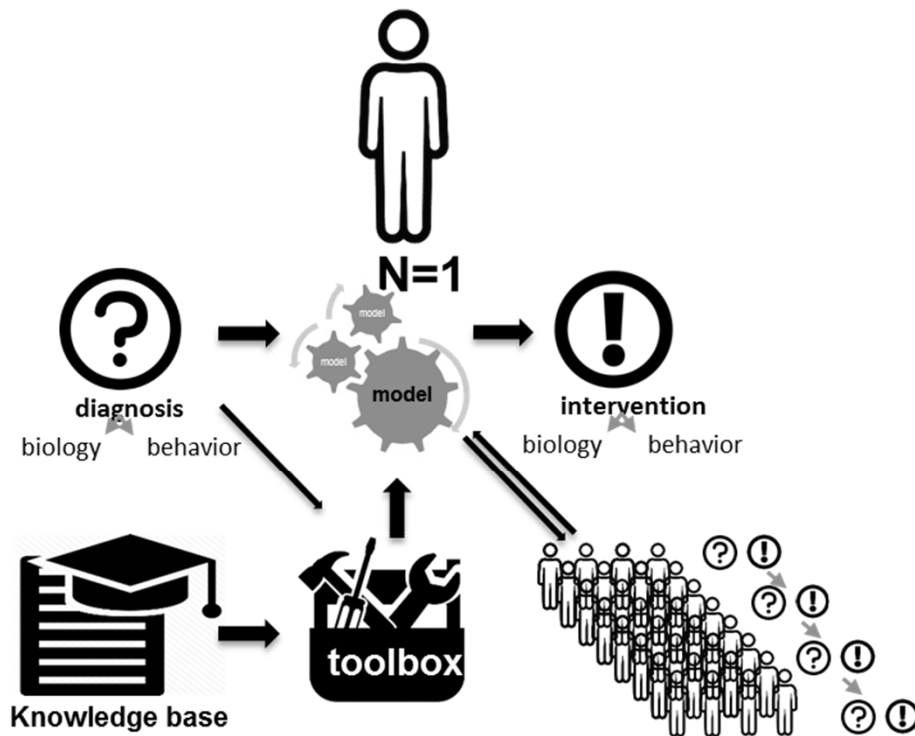 N=1
model
model
model
diagnosis
biology behavior
intervention
biology behavior
toolbox
Knowledge base